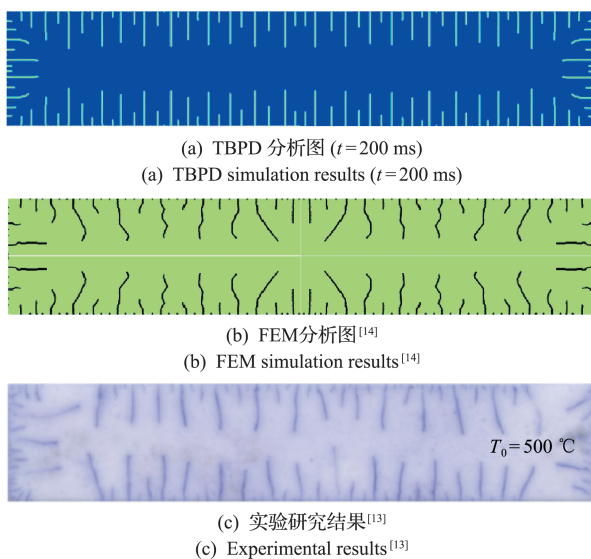 (a) TBPD 分析图 (t=200 ms)
(a) TBPD simulation results (t=200 ms)
(b) FEM分析图[14]
(b) FEM simulation results[14]
T0=500 ℃
(c) 实验研究结果[13]
(c) Experimental results[13]